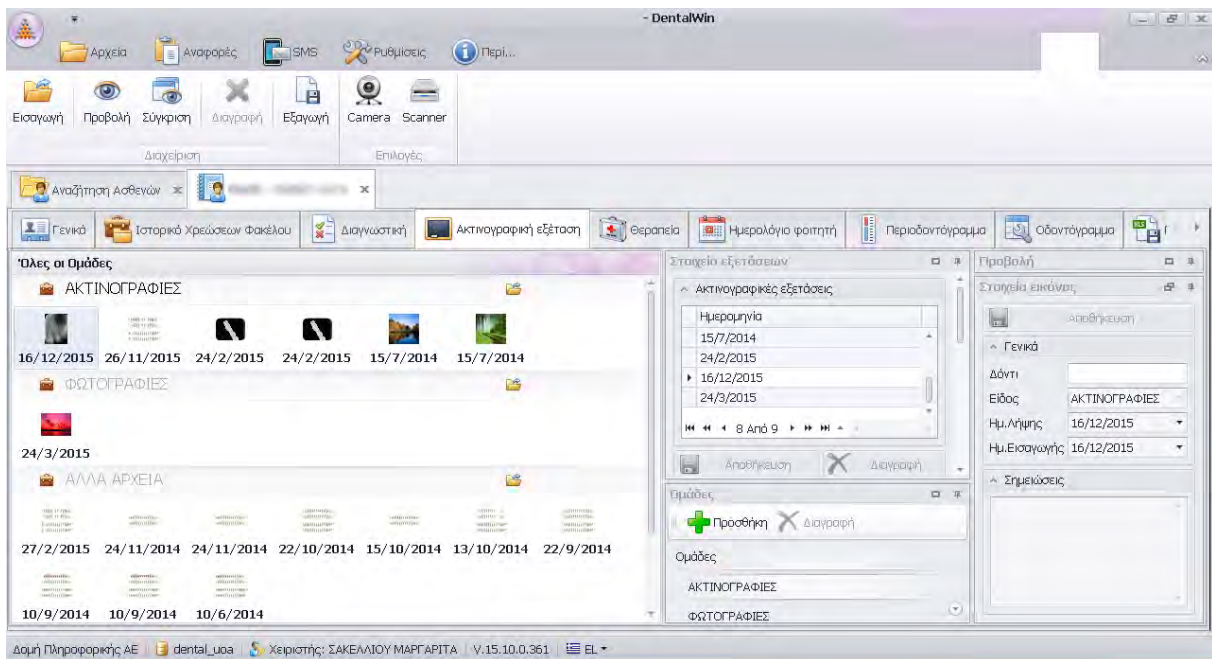 - DentalWin
Αρχεία Αναφορές SMS Ρυθμισεις Περί...
Εισαγωγή Προβολή Σύγκριση Διαγραφή Εξαγωγή Camera Scanner
Διαχείριση Επιλογές
Αναζήτηση Ασθενών
Γενικά Ιστορικό Χρεώσεων Φακέλου Διαγνωστική Ακτινογραφική εξέταση Θεραπεία Ημερολόγιο φοιτητή Περιοδοντόγραμμα Οδοντόγραμμα
Όλες οι Ομάδες
ΑΚΤΙΝΟΓΡΑΦΙΕΣ
16/12/2015 26/11/2015 24/2/2015 24/2/2015 15/7/2014 15/7/2014
ΦΩΤΟΓΡΑΦΙΕΣ
24/3/2015
ΑΛΛΑ ΑΡΧΕΙΑ
27/2/2015 24/11/2014 24/11/2014 22/10/2014 15/10/2014 13/10/2014 22/9/2014
10/9/2014 10/9/2014 10/6/2014
Στοιχεία εξετάσεων
Ακτινογραφικές εξετάσεις
Ημερομηνία
15/7/2014
24/2/2015
16/12/2015
24/3/2015
8 Από 9
Αποθήκευση Διαγραφή
Ομάδες
Πρόσθήκη Διαγραφή
Ομάδες
ΑΚΤΙΝΟΓΡΑΦΙΕΣ
ΦΩΤΟΓΡΑΦΙΕΣ
Προβολή
Στοιχεία εικόνας
Αποθήκευση
Γενικά
Δόντι
Είδος ΑΚΤΙΝΟΓΡΑΦΙΕΣ
Ημ.Λήψης 16/12/2015
Ημ.Εισαγωγής 16/12/2015
Σημειώσεις
Δομή Πληροφορικής ΑΕ dental_uoa Χειριστής: ΣΑΚΕΛΛΙΟΥ ΜΑΡΓΑΡΙΤΑ V.15.10.0.361 EL